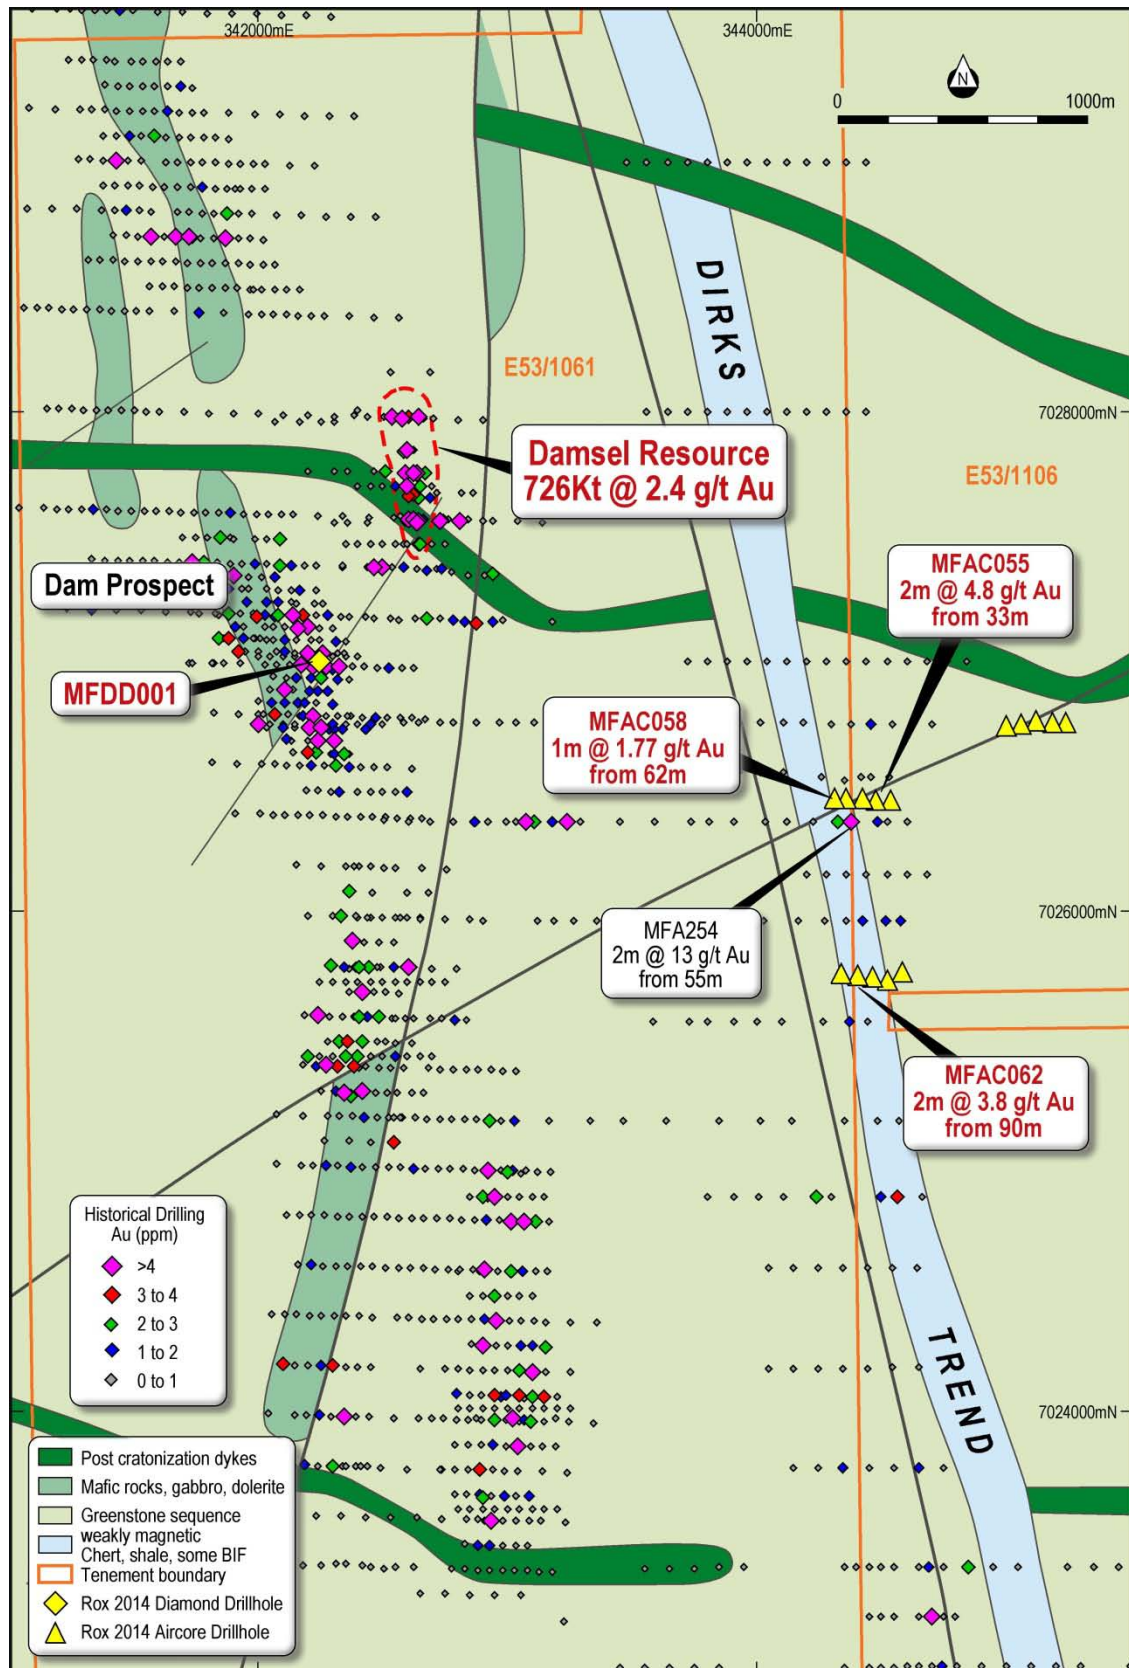 342000mE
344000mE
N
0
1000m
DIRKS
E53/1061
7028000mN
Damsel Resource
726Kt @ 2.4 g/t Au
E53/1106
MFAC055
2m @ 4.8 g/t Au
from 33m
Dam Prospect
MFDD001
MFAC058
1m @ 1.77 g/t Au
from 62m
MFA254
2m @ 13 g/t Au
from 55m
7026000mN
MFAC062
2m @ 3.8 g/t Au
from 90m
Historical Drilling
Au (ppm)
>4
3 to 4
2 to 3
1 to 2
0 to 1
TREND
7024000mN
Post cratonization dykes
Mafic rocks, gabbro, dolerite
Greenstone sequence
weakly magnetic
Chert, shale, some BIF
Tenement boundary
Rox 2014 Diamond Drillhole
Rox 2014 Aircore Drillhole